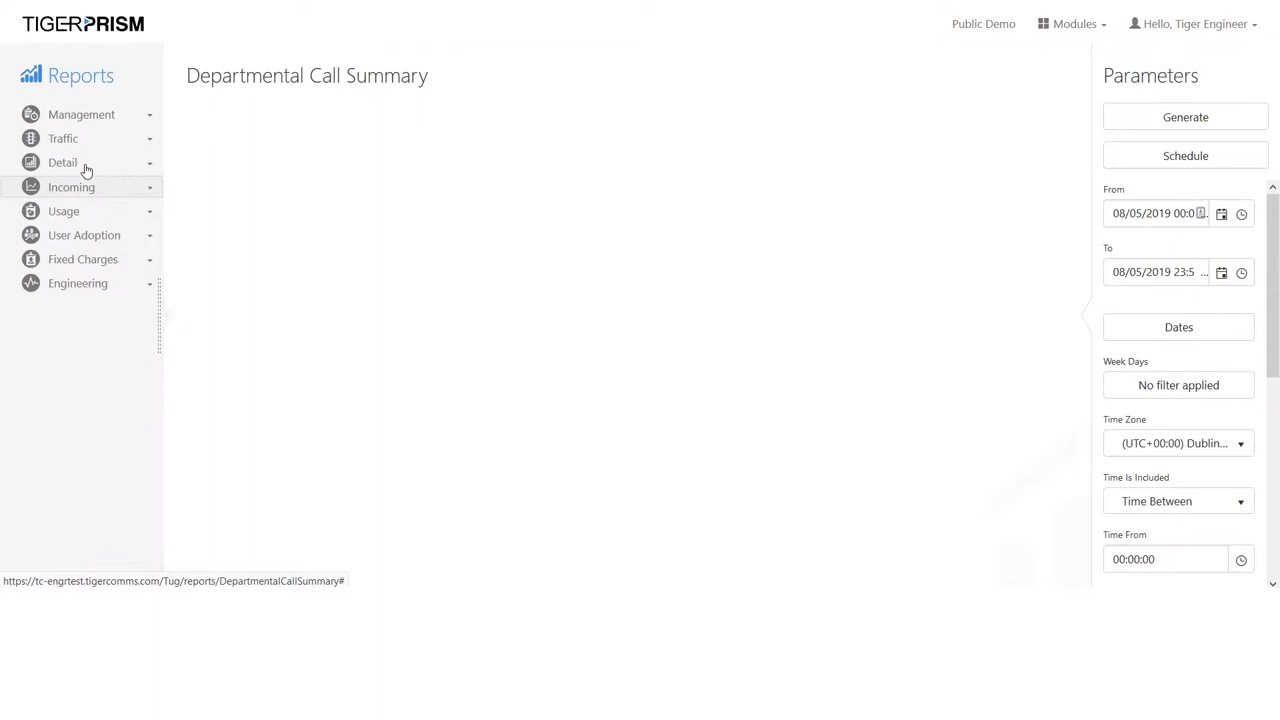 TIGERPRISM
Public Demo
Modules
Hello, Tiger Engineer
Reports
Management
Traffic
Detail
Incoming
Usage
User Adoption
Fixed Charges
Engineering
Departmental Call Summary
Parameters
Generate
Schedule
From
08/05/2019 00:0
To
08/05/2019 23:5 ...
Dates
Week Days
No filter applied
Time Zone
(UTC+00:00) Dublin...
Time Is Included
Time Between
Time From
00:00:00
https://tc-engrtest.tigercomms.com/Tug/reports/DepartmentalCallSummary#